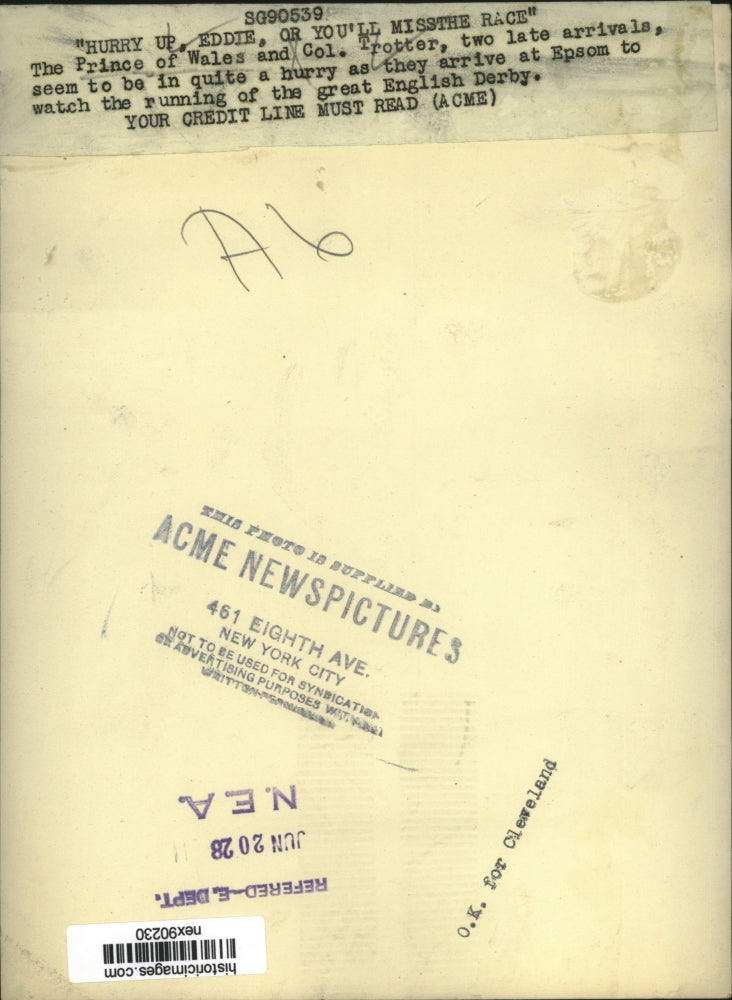 SG90539
"HURRY UP, EDDIE, OR YOU'LL MISSTHE RACE"
The Prince of Wales and Col. Trotter, two late arrivals,
seem to be in quite a hurry as they arrive at Epsom to
watch the running of the great English Derby.
YOUR CREDIT LINE MUST READ (ACME)
A6
THIS PHOTO IS SUPPLIED BY
ACME NEWSPICTURES
461 EIGHTH AVE.
NEW YORK CITY
NOT TO BE USED FOR SYNDICATION
OR ADVERTISING PURPOSES WITHOUT
WRITTEN PERMISSION
O.K. for Cleveland
N.E.A.
JUN 20 28
REFERED-E. DEPT.
nex90230
historicimages.com